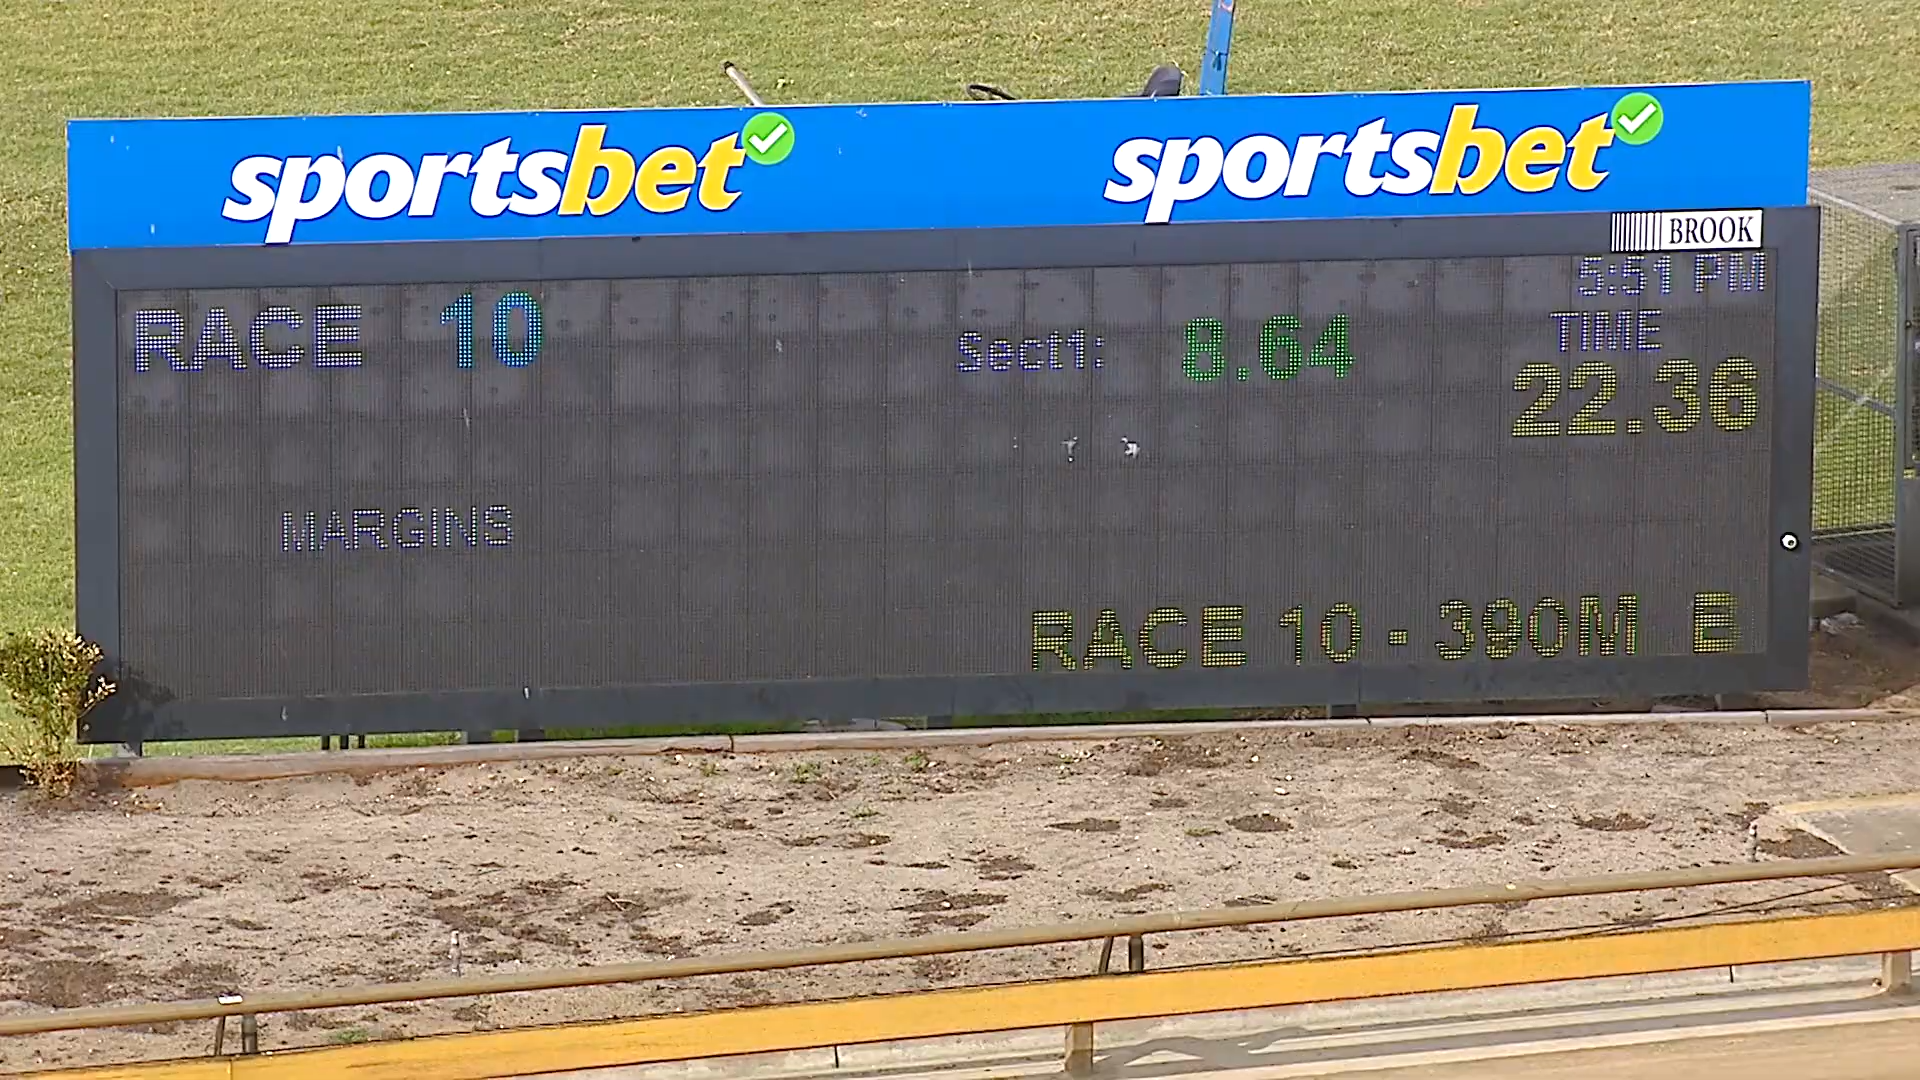 sportsbet sportsbet
BROOK
5:51 PM
RACE 10 Sect1: 8.64 TIME
22.36
MARGINS
RACE 10 - 390M B